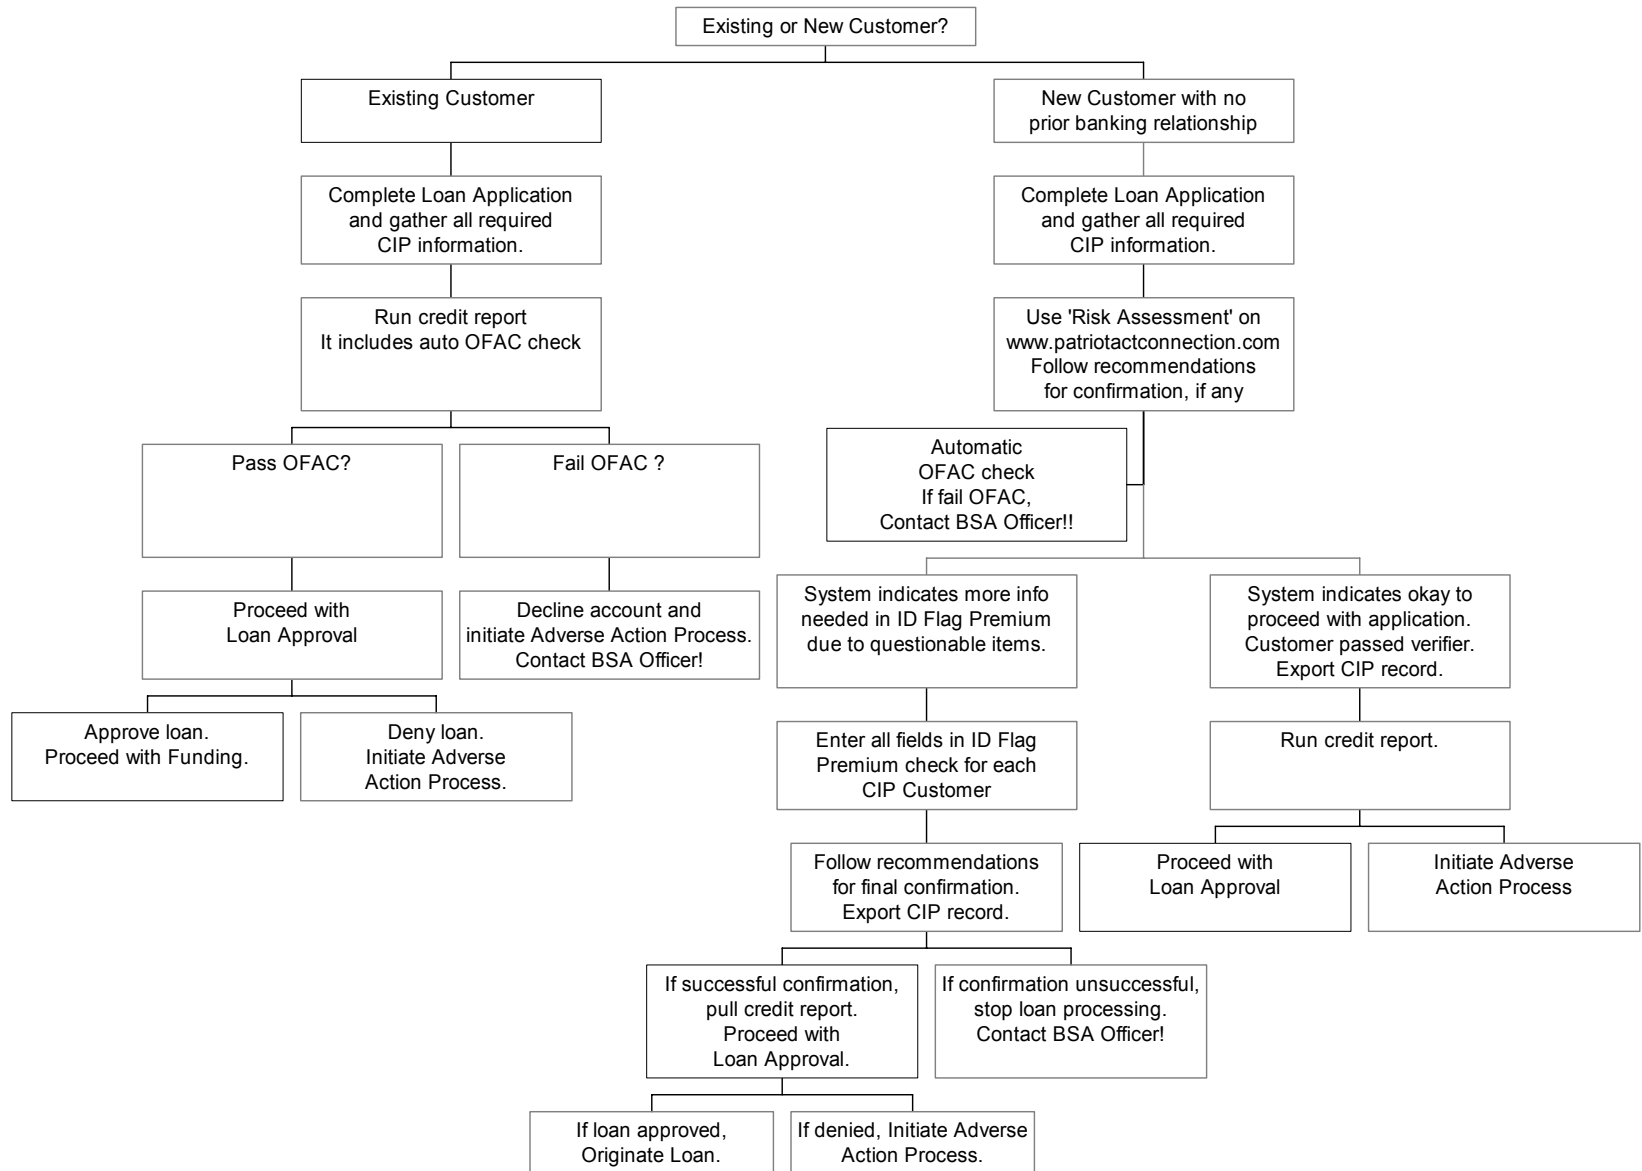 Existing or New Customer?
Existing Customer
New Customer with no
prior banking relationship
Complete Loan Application
and gather all required
CIP information.
Complete Loan Application
and gather all required
CIP information.
Run credit report
It includes auto OFAC check
Use 'Risk Assessment' on
www.patriotactconnection.com
Follow recommendations
for confirmation, if any
Pass OFAC?
Fail OFAC ?
Automatic
OFAC check
If fail OFAC,
Contact BSA Officer!!
Proceed with
Loan Approval
Decline account and
initiate Adverse Action Process.
Contact BSA Officer!
System indicates more info
needed in ID Flag Premium
due to questionable items.
System indicates okay to
proceed with application.
Customer passed verifier.
Export CIP record.
Approve loan.
Proceed with Funding.
Deny loan.
Initiate Adverse
Action Process.
Enter all fields in ID Flag
Premium check for each
CIP Customer
Run credit report.
Follow recommendations
for final confirmation.
Export CIP record.
Proceed with
Loan Approval
Initiate Adverse
Action Process
If successful confirmation,
pull credit report.
Proceed with
Loan Approval.
If confirmation unsuccessful,
stop loan processing.
Contact BSA Officer!
If loan approved,
Originate Loan.
If denied, Initiate Adverse
Action Process.